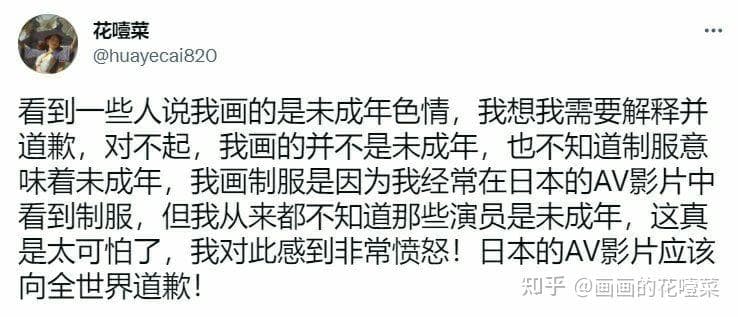 花噎菜
@huayecai820
看到一些人说我画的是未成年色情，我想我需要解释并
道歉，对不起，我画的并不是未成年，也不知道制服意
味着未成年，我画制服是因为我经常在日本的AV影片中
看到制服，但我从来都不知道那些演员是未成年，这真
是太可怕了，我对此感到非常愤怒！日本的AV影片应该
向全世界道歉！
知乎 @画画的花噎菜